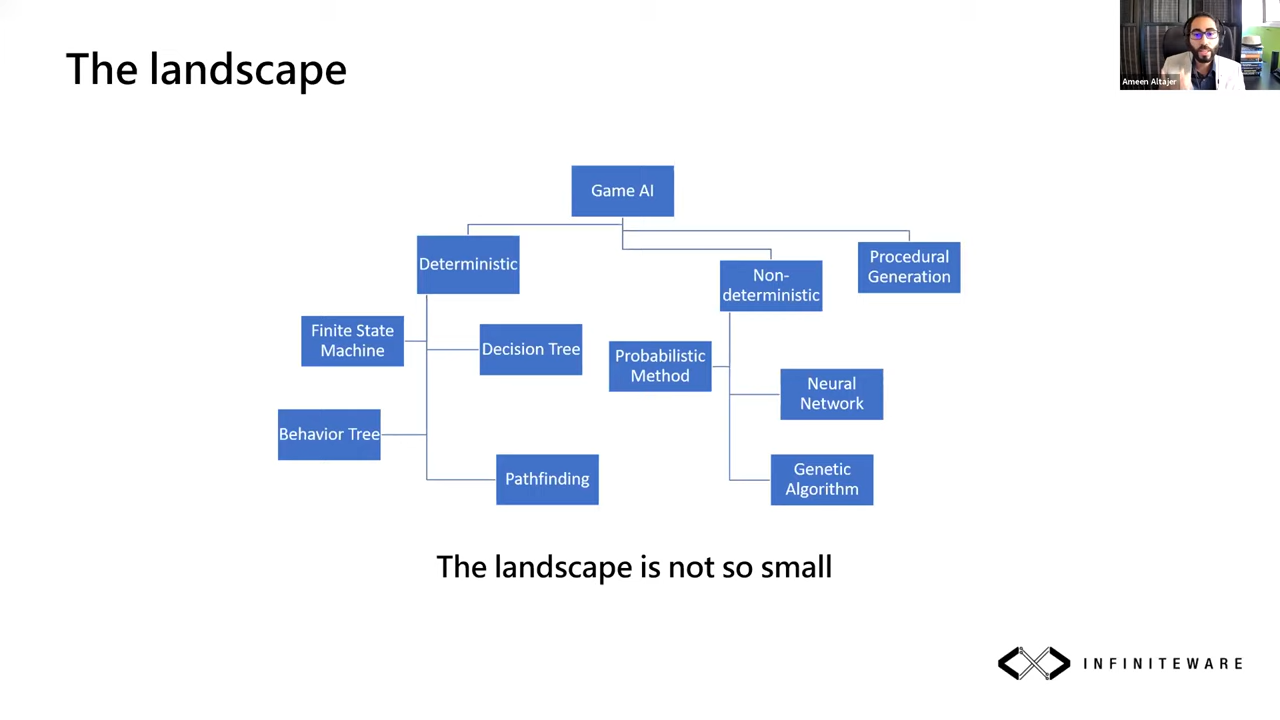 The landscape
Ameen Altajer
Game AI
Deterministic
Non-
deterministic
Procedural
Generation
Finite State
Machine
Decision Tree
Behavior Tree
Pathfinding
Probabilistic
Method
Neural
Network
Genetic
Algorithm
The landscape is not so small
INFINITEWARE